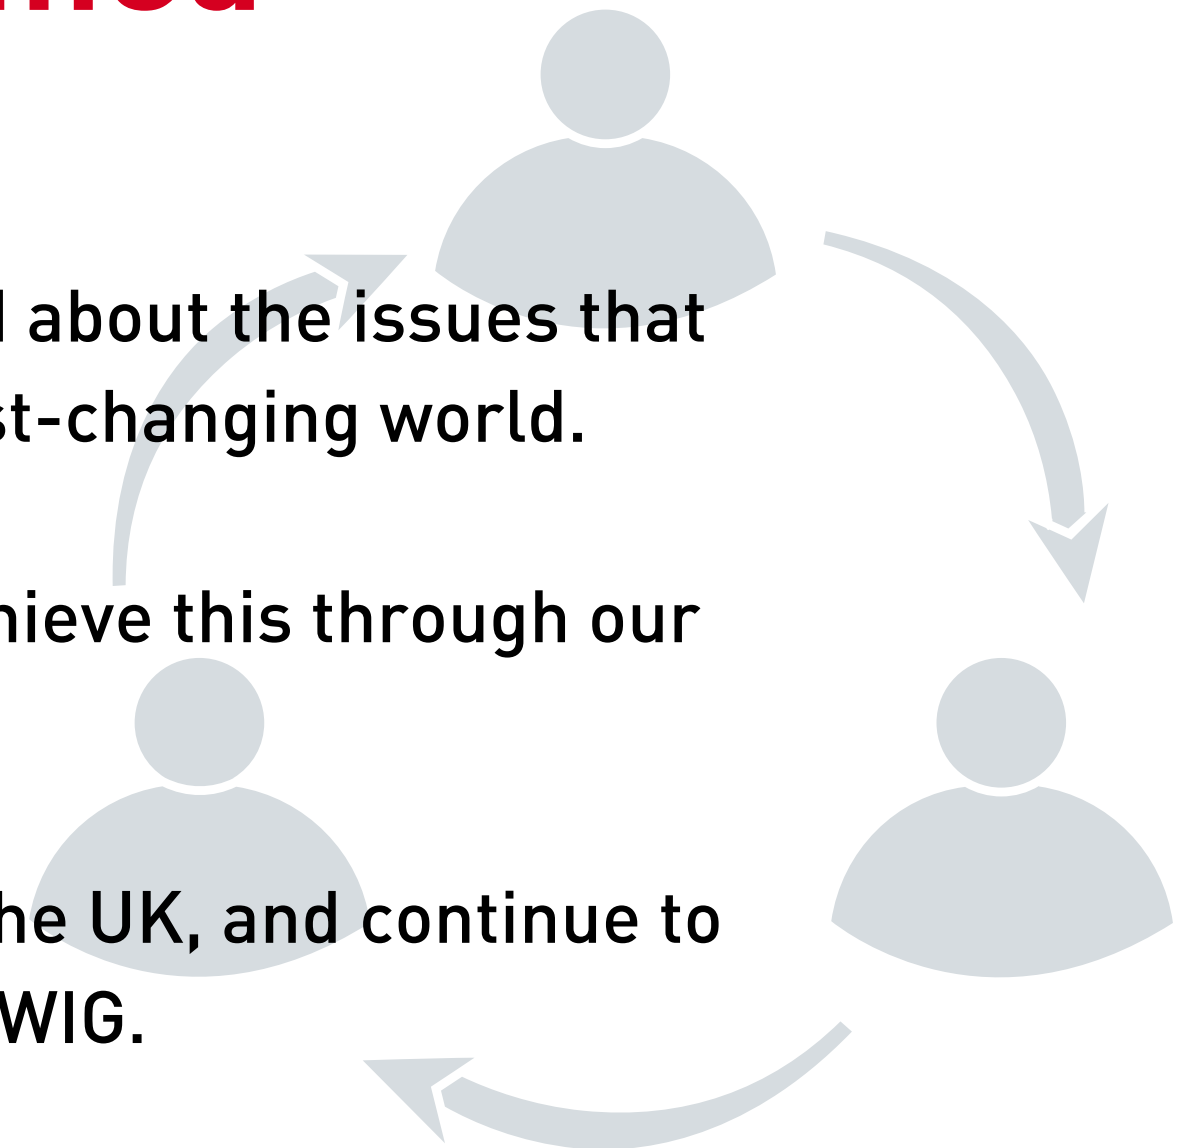 about the issues that
st-changing world.
hieve this through our
he UK, and continue to
WIG.